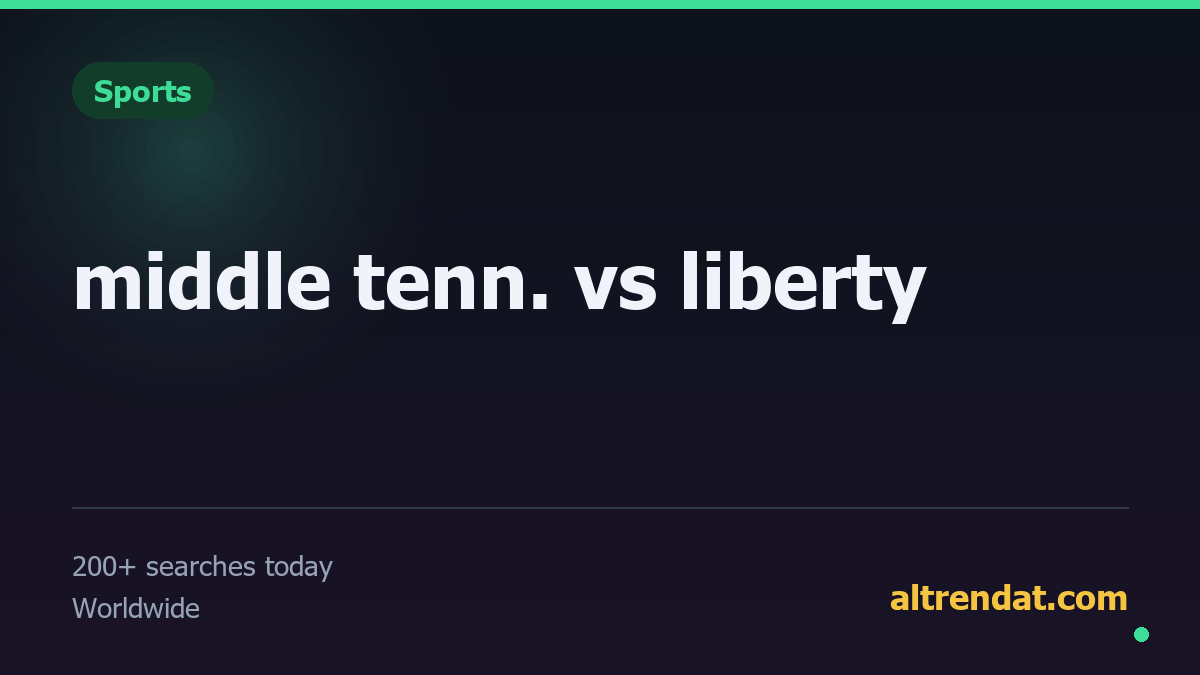 Sports
middle tenn. vs liberty
200+ searches today
Worldwide
altrendat.com